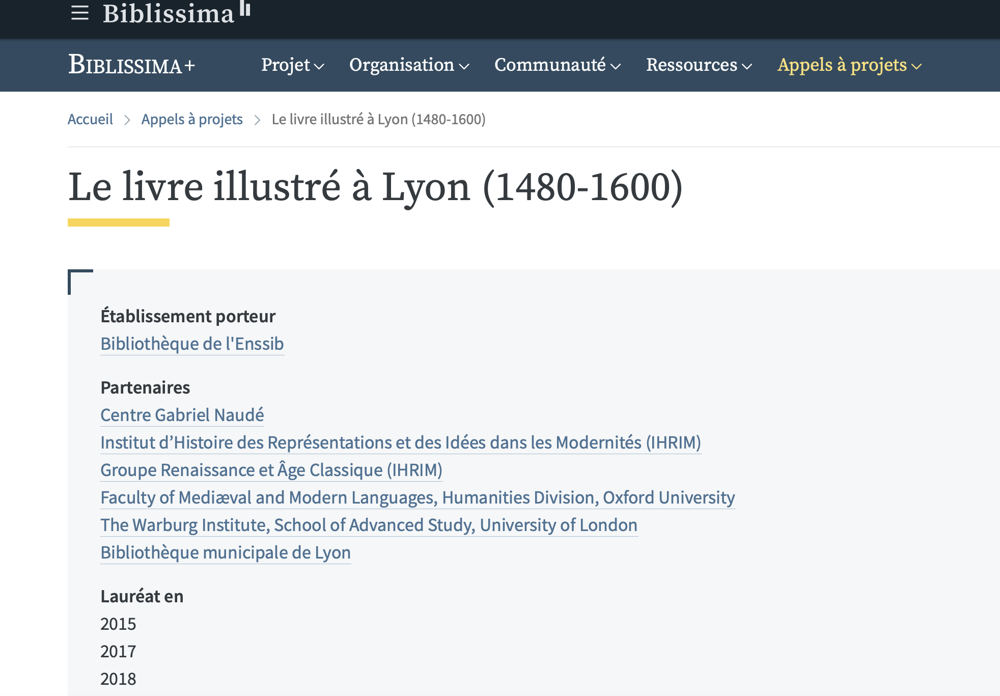 Biblissima
BIBLISSIMA+
Projet
Organisation
Communauté
Ressources
Appels à projets
Accueil > Appels à projets > Le livre illustré à Lyon (1480-1600)
Le livre illustré à Lyon (1480-1600)
Établissement porteur
Bibliothèque de l'Enssib
Partenaires
Centre Gabriel Naudé
Institut d’Histoire des Représentations et des Idées dans les Modernités (IHRIM)
Groupe Renaissance et Âge Classique (IHRIM)
Faculty of Mediæval and Modern Languages, Humanities Division, Oxford University
The Warburg Institute, School of Advanced Study, University of London
Bibliothèque municipale de Lyon
Lauréat en
2015
2017
2018